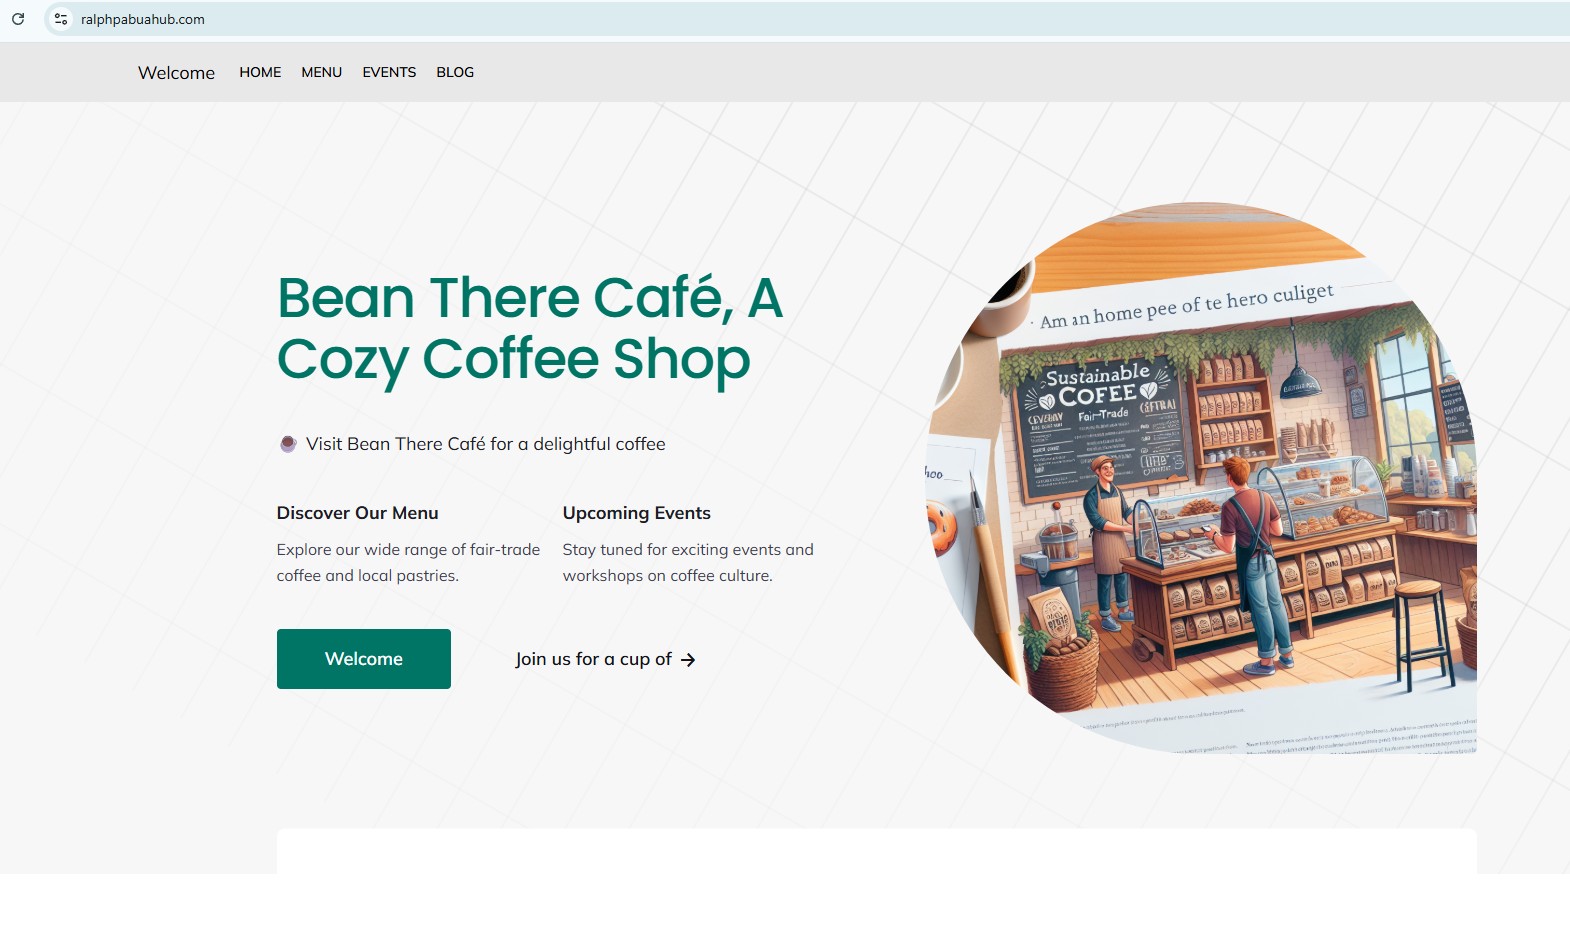 ralphpabuahub.com
Welcome HOME MENU EVENTS BLOG
Bean There Café, A
Cozy Coffee Shop
Visit Bean There Café for a delightful coffee
Discover Our Menu
Explore our wide range of fair-trade
coffee and local pastries.
Upcoming Events
Stay tuned for exciting events and
workshops on coffee culture.
Welcome
Join us for a cup of →
· Am an home pee of te hero culiget
Sustainable
COFEE
Fair-Trade